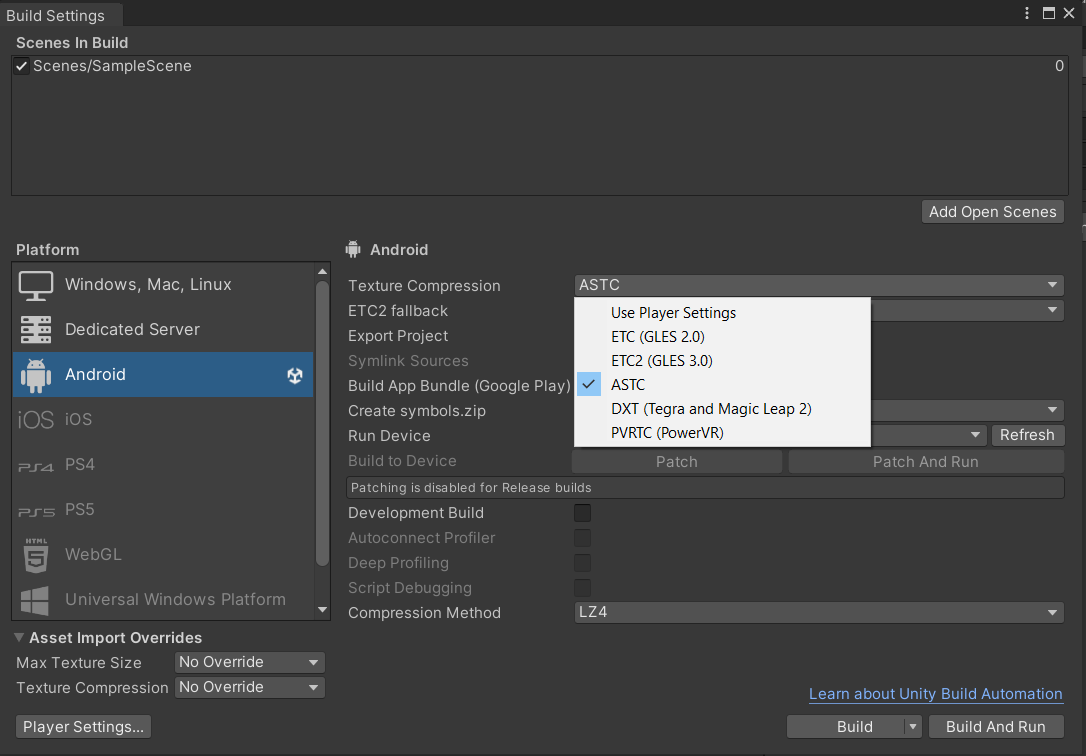 Build Settings
Scenes In Build
Scenes/SampleScene 0
Add Open Scenes
Platform
Windows, Mac, Linux
Dedicated Server
Android
iOS iOS
PS4 PS4
PS5 PS5
HTML 5 WebGL
Universal Windows Platform
Android
Texture Compression ASTC
Use Player Settings
ETC (GLES 2.0)
ETC2 (GLES 3.0)
ASTC
DXT (Tegra and Magic Leap 2)
PVRTC (PowerVR)
ETC2 fallback
Export Project
Symlink Sources
Build App Bundle (Google Play)
Create symbols.zip
Run Device Refresh
Build to Device Patch Patch And Run
Patching is disabled for Release builds
Development Build
Autoconnect Profiler
Deep Profiling
Script Debugging
Compression Method LZ4
Asset Import Overrides
Max Texture Size No Override
Texture Compression No Override
Learn about Unity Build Automation
Player Settings... Build Build And Run